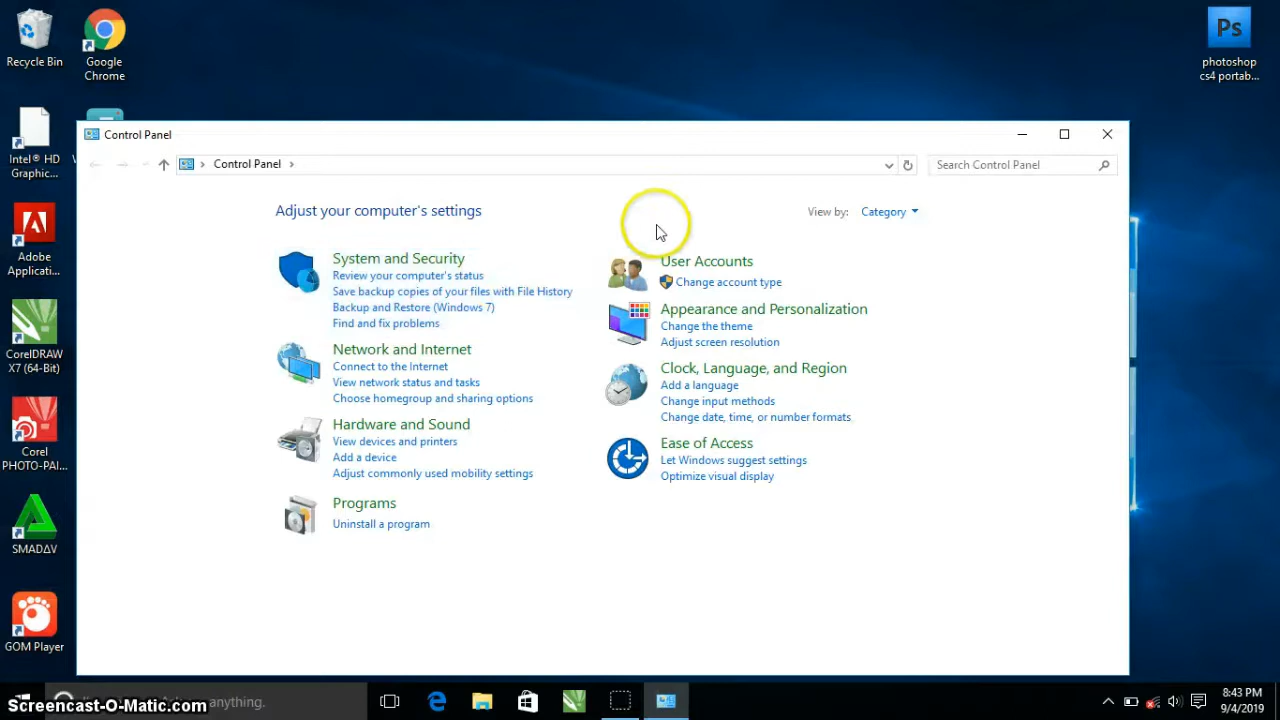 Recycle Bin
Google
Chrome
Ps
photoshop
cs4 portab...
Intel® HD
Graphic...
Adobe
Applicati...
CorelDRAW
X7 (64-Bit)
Corel
PHOTO-PAI...
SMADΔV
GOM Player
Control Panel
Control Panel
Search Control Panel
Adjust your computer's settings
View by: Category
System and Security
Review your computer's status
Save backup copies of your files with File History
Backup and Restore (Windows 7)
Find and fix problems
Network and Internet
Connect to the Internet
View network status and tasks
Choose homegroup and sharing options
Hardware and Sound
View devices and printers
Add a device
Adjust commonly used mobility settings
Programs
Uninstall a program
User Accounts
Change account type
Appearance and Personalization
Change the theme
Adjust screen resolution
Clock, Language, and Region
Add a language
Change input methods
Change date, time, or number formats
Ease of Access
Let Windows suggest settings
Optimize visual display
anything.
Screencast-O-Matic.com
8:43 PM
9/4/2019